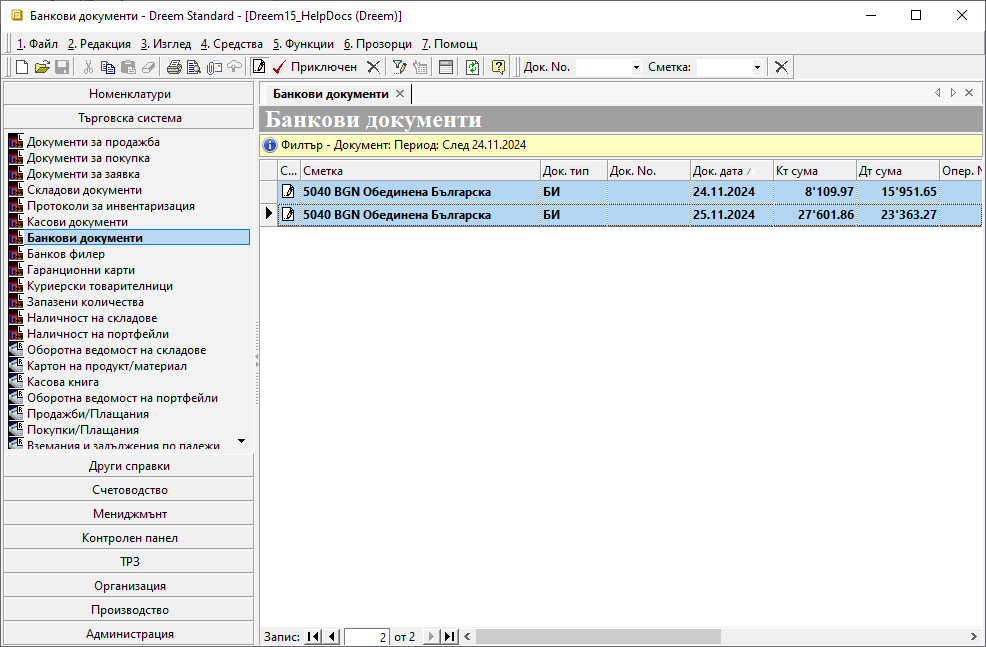 Банкови документи - Dreem Standard - [Dreem15_HelpDocs (Dreem)]
1. Файл 2. Редакция 3. Изглед 4. Средства 5. Функции 6. Прозорци 7. Помощ
Приключен Док. No. Сметка:
Номенклатури
Търговска система
Документи за продажба
Документи за покупка
Документи за заявка
Складови документи
Протоколи за инвентаризация
Касови документи
Банкови документи
Банков филер
Гаранционни карти
Куриерски товарителници
Запазени количества
Наличност на складове
Наличност на портфейли
Оборотна ведомост на складове
Картон на продукт/материал
Касова книга
Оборотна ведомост на портфейли
Продажби/Плащания
Покупки/Плащания
Вземания и задължения по падежи
Други справки
Счетоводство
Мениджмънт
Контролен панел
ТРЗ
Организация
Производство
Администрация
Банкови документи
Банкови документи
Филтър - Документ: Период: След 24.11.2024
С... Сметка Док. тип Док. No. Док. дата Кт сума Дт сума Опер. N
5040 BGN Обединена Българска БИ 24.11.2024 8'109.97 15'951.65
5040 BGN Обединена Българска БИ 25.11.2024 27'601.86 23'363.27
Запис: 2 от 2